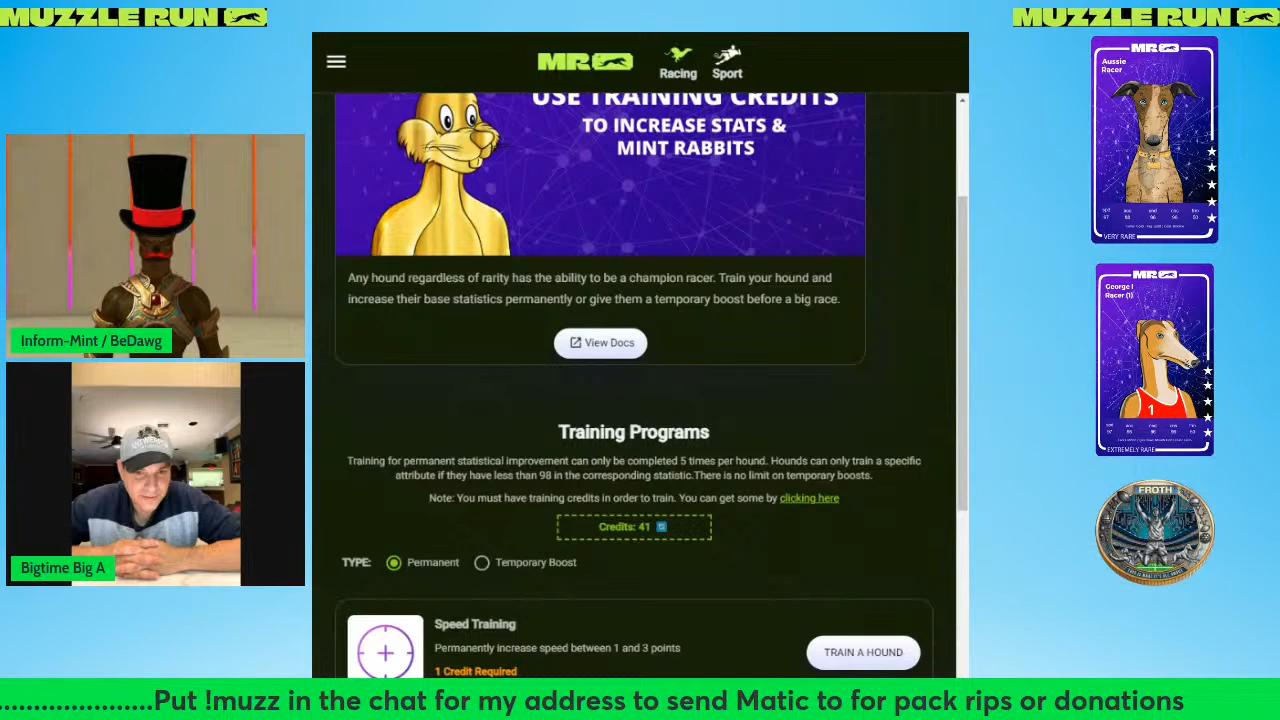 MUZZLE RUN
MUZZLE RUN
MR
Racing
Sport
USE TRAINING CREDITS
TO INCREASE STATS &
MINT RABBITS
Any hound regardless of rarity has the ability to be a champion racer. Train your hound and
increase their base statistics permanently or give them a temporary boost before a big race.
View Docs
Training Programs
Training for permanent statistical improvement can only be completed 5 times per hound. Hounds can only train a specific
attribute if they have less than 98 in the corresponding statistic.There is no limit on temporary boosts.
Note: You must have training credits in order to train. You can get some by clicking here
Credits: 41
TYPE:
Permanent
Temporary Boost
Speed Training
Permanently increase speed between 1 and 3 points
1 Credit Required
TRAIN A HOUND
Inform-Mint / BeDawg
Bigtime Big A
MR
Aussie
Racer
VERY RARE
MR
George I
Racer (1)
1
EXTREMELY RARE
FROTH
.....................Put !muzz in the chat for my address to send Matic to for pack rips or donations